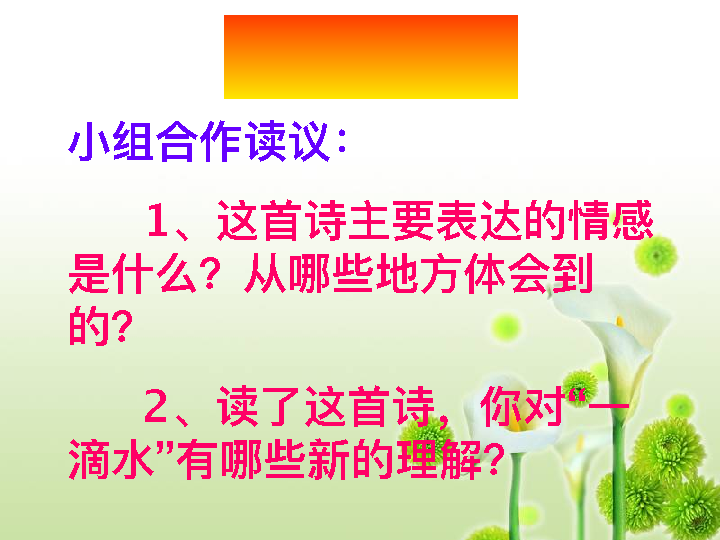 小组合作读议：
1、这首诗主要表达的情感
是什么？从哪些地方体会到
的？
2、读了这首诗，你对“一
滴水”有哪些新的理解？